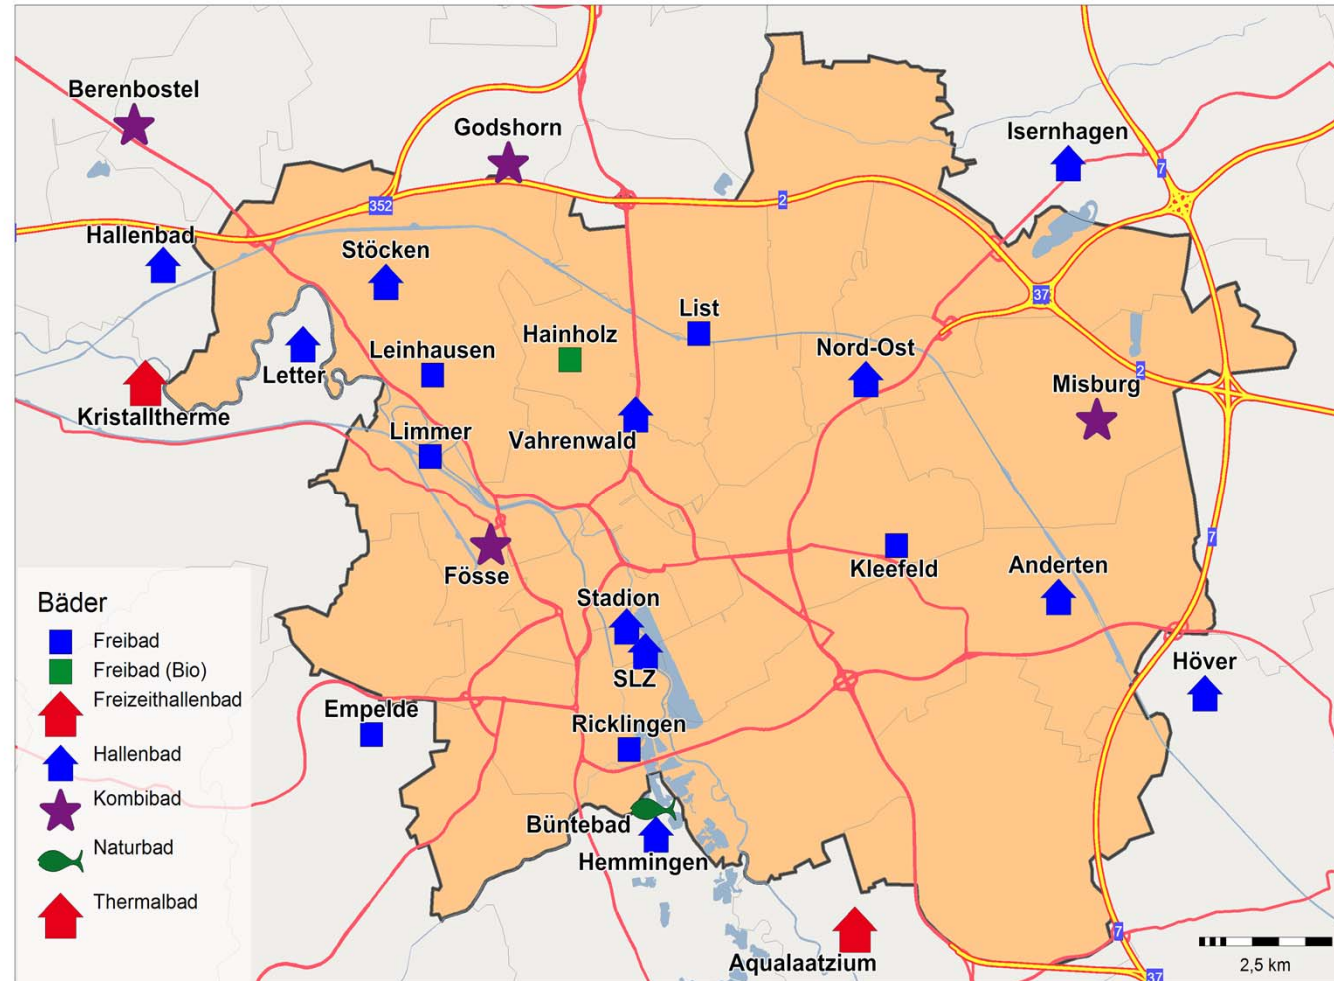 Berenbostel
Godshorn
Isernhagen
7
352
2
Hallenbad
Stöcken
37
List
Hainholz
Leinhausen
Nord-Ost
Letter
2
Misburg
Kristalltherme
Limmer
Vahrenwald
7
Fösse
Kleefeld
Anderten
Stadion
SLZ
Höver
Empelde
Ricklingen
Büntebad
Hemmingen
Aqualaatzium
7
37
2,5 km
Bäder
Freibad
Freibad (Bio)
Freizeithallenbad
Hallenbad
Kombibad
Naturbad
Thermalbad